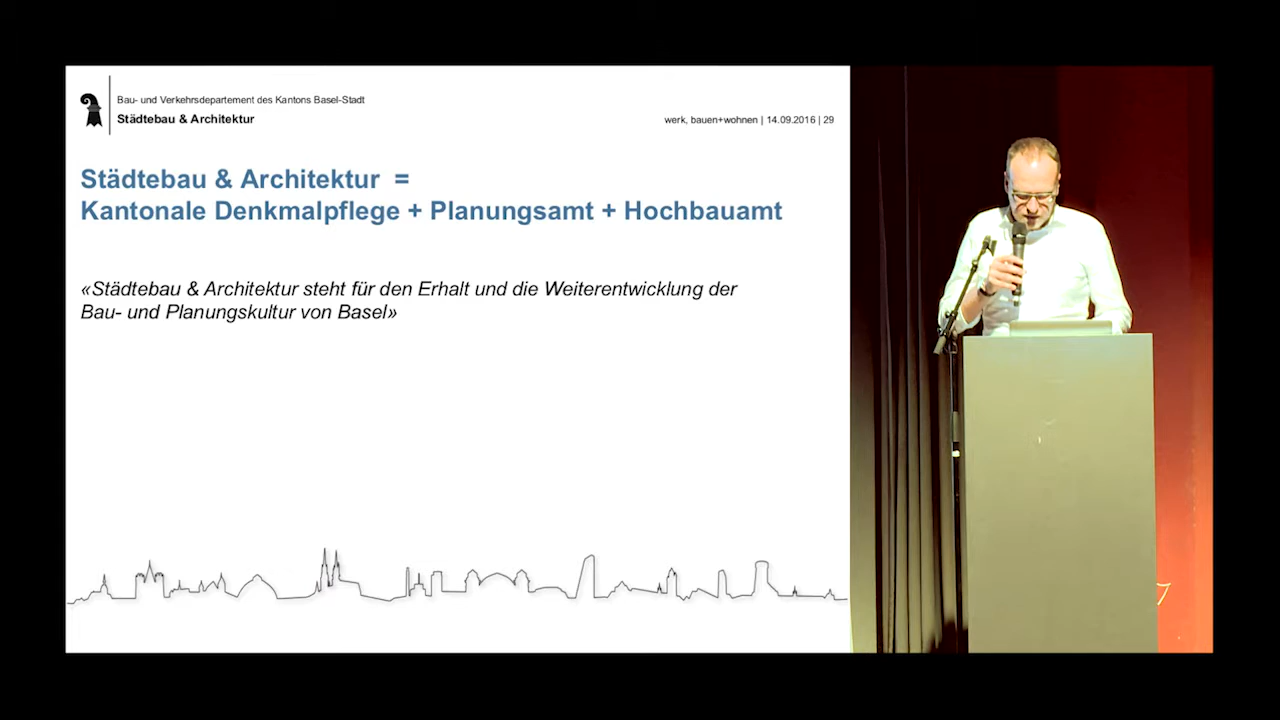 Bau- und Verkehrsdepartement des Kantons Basel-Stadt
Städtebau & Architektur
werk, bauen+wohnen | 14.09.2016 | 29
Städtebau & Architektur =
Kantonale Denkmalpflege + Planungsamt + Hochbauamt
«Städtebau & Architektur steht für den Erhalt und die Weiterentwicklung der
Bau- und Planungskultur von Basel»